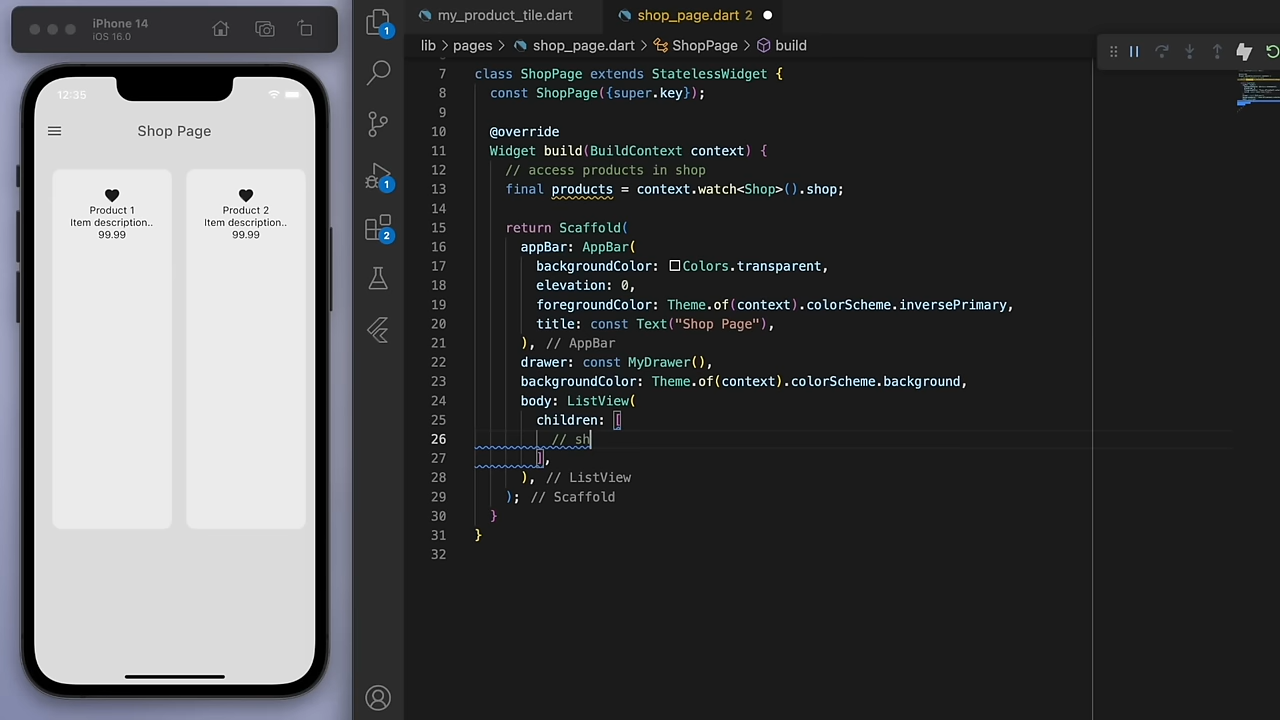 iPhone 14
iOS 16.0
12:35
Shop Page
Product 1
Item description..
99.99
Product 2
Item description..
99.99
1
1
2
my_product_tile.dart
shop_page.dart 2
lib > pages > shop_page.dart > ShopPage > build
7 class ShopPage extends StatelessWidget {
8 const ShopPage({super.key});
9
10 @override
11 Widget build(BuildContext context) {
12 // access products in shop
13 final products = context.watch<Shop>().shop;
14
15 return Scaffold(
16 appBar: AppBar(
17 backgroundColor: Colors.transparent,
18 elevation: 0,
19 foregroundColor: Theme.of(context).colorScheme.inversePrimary,
20 title: const Text("Shop Page"),
21 ), // AppBar
22 drawer: const MyDrawer(),
23 backgroundColor: Theme.of(context).colorScheme.background,
24 body: ListView(
25 children: [
26 // sh
27 ],
28 ), // ListView
29 ); // Scaffold
30 }
31 }
32